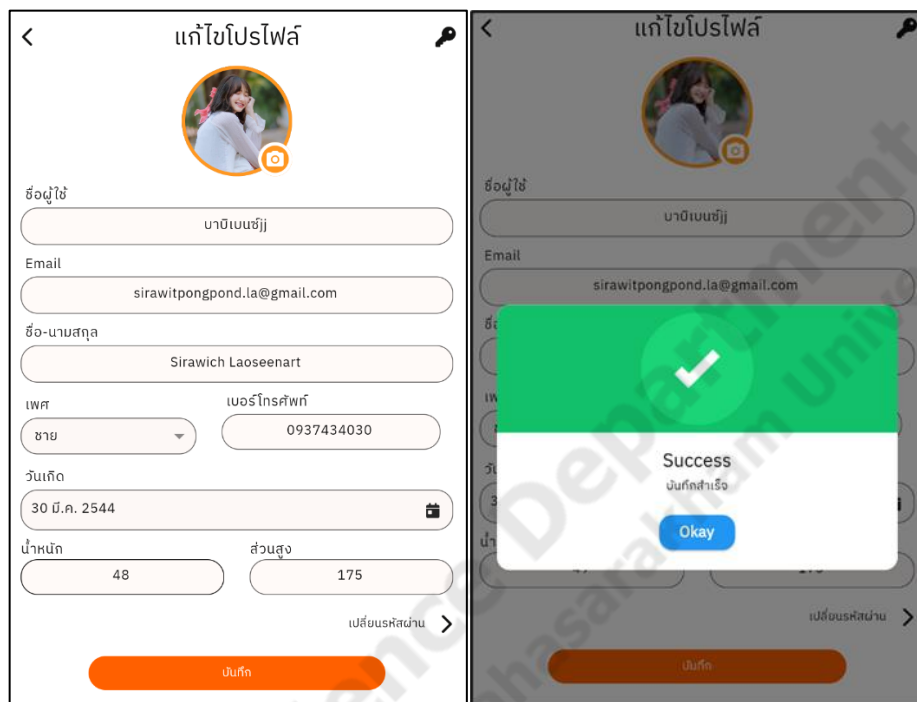 แก้ไขโปรไฟล์
ชื่อผู้ใช้
บาบิเบนซ์jj
Email
sirawitpongpond.la@gmail.com
ชื่อ-นามสกุล
Sirawich Laoseenart
เพศ
เบอร์โทรศัพท์
ชาย
0937434030
วันเกิด
30 มี.ค. 2544
น้ำหนัก
ส่วนสูง
48
175
เปลี่ยนรหัสผ่าน
บันทึก
แก้ไขโปรไฟล์
ชื่อผู้ใช้
บาบิเบนซ์jj
Email
sirawitpongpond.la@gmail.com
Success
บันทึกสำเร็จ
Okay
เปลี่ยนรหัสผ่าน
บันทึก